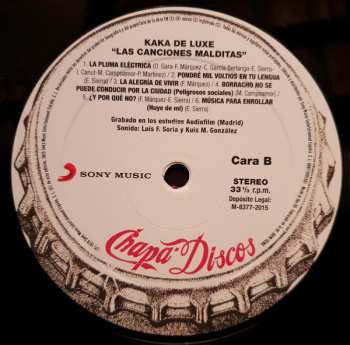 KAKA DE LUXE
"LAS CANCIONES MALDITAS"
1. LA PLUMA ELÉCTRICA (O. Gara-F. Márquez-C. García-Berlanga-E. Sierra-
I. Canut-M. Campoamor-P. Martínez) 2. PONDRÉ MIL VOLTIOS EN TU LENGUA
(E. Sierra) 3. LA ALEGRÍA DE VIVIR (F. Márquez) 4. BORRACHO NO SE
PUEDE CONDUCIR POR LA CIUDAD (Peligrosos sociales) (M. Campoamor)
5. ¿Y POR QUÉ NO? (F. Márquez-E. Sierra) 6. MÚSICA PARA ENROLLAR
(Huyo de mí) (E. Sierra)
Grabado en los estudios Audiofilm (Madrid)
Sonido: Luis F. Soria y Kuis M. González
SONY MUSIC
Cara B
STEREO
33⅓ r.p.m.
Depósito Legal:
M-8377-2015
Chapa Discos